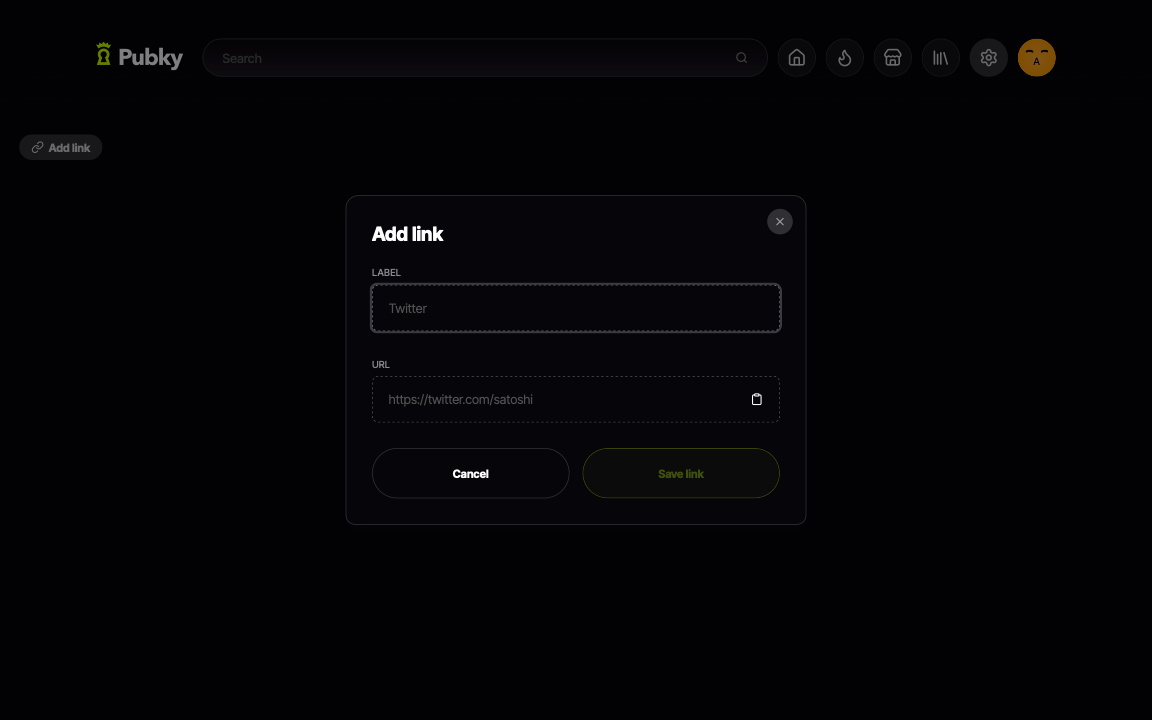 Pubky
Search
A
Add link
Add link
LABEL
Twitter
URL
https://twitter.com/satoshi
Cancel
Save link